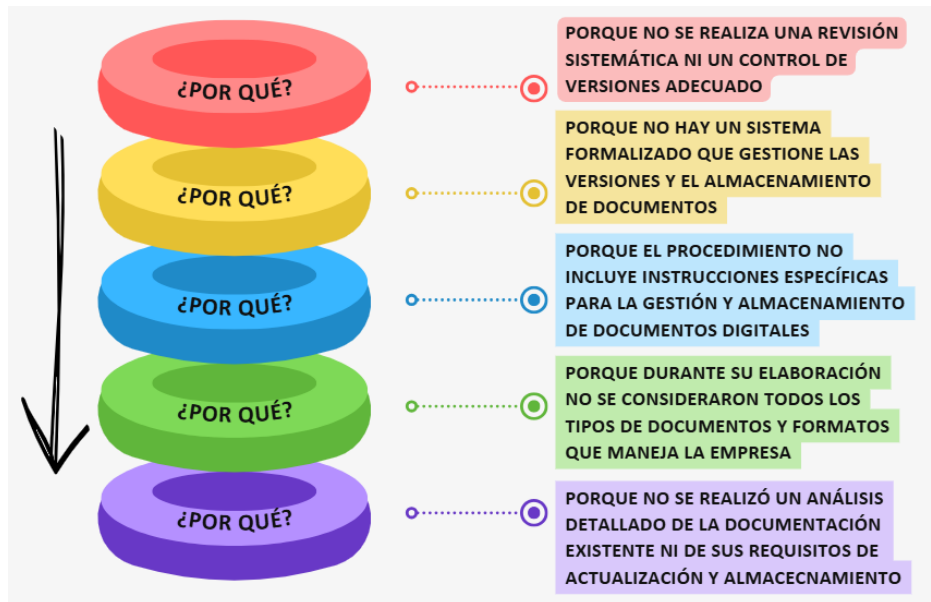 ¿POR QUÉ?
PORQUE NO SE REALIZA UNA REVISIÓN
SISTEMÁTICA NI UN CONTROL DE
VERSIONES ADECUADO
¿POR QUÉ?
PORQUE NO HAY UN SISTEMA
FORMALIZADO QUE GESTIONE LAS
VERSIONES Y EL ALMACENAMIENTO
DE DOCUMENTOS
¿POR QUÉ?
PORQUE EL PROCEDIMIENTO NO
INCLUYE INSTRUCCIONES ESPECÍFICAS
PARA LA GESTIÓN Y ALMACENAMIENTO
DE DOCUMENTOS DIGITALES
¿POR QUÉ?
PORQUE DURANTE SU ELABORACIÓN
NO SE CONSIDERARON TODOS LOS
TIPOS DE DOCUMENTOS Y FORMATOS
QUE MANEJA LA EMPRESA
¿POR QUÉ?
PORQUE NO SE REALIZÓ UN ANÁLISIS
DETALLADO DE LA DOCUMENTACIÓN
EXISTENTE NI DE SUS REQUISITOS DE
ACTUALIZACIÓN Y ALMACECNAMIENTO